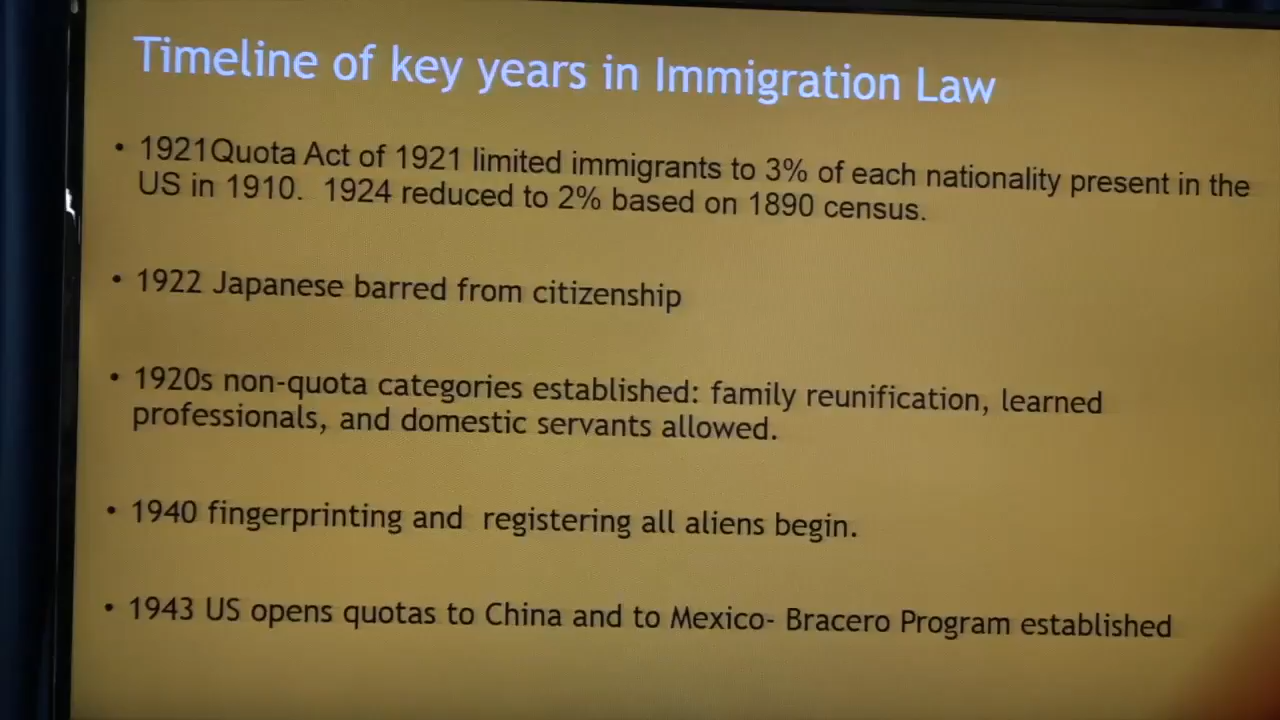 Timeline of key years in Immigration Law
• 1921Quota Act of 1921 limited immigrants to 3% of each nationality present in the
US in 1910.  1924 reduced to 2% based on 1890 census.
• 1922 Japanese barred from citizenship
• 1920s non-quota categories established: family reunification, learned
professionals, and domestic servants allowed.
• 1940 fingerprinting and  registering all aliens begin.
• 1943 US opens quotas to China and to Mexico- Bracero Program established